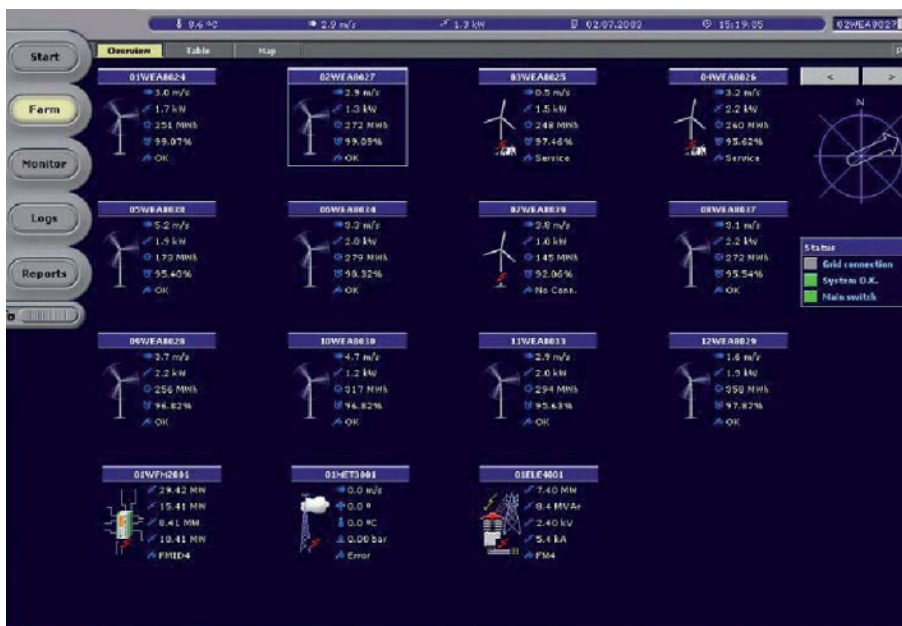 8.6 ºC 2.9 m/s 1.3 kW 02.07.2003 15:19:05 02WEA8027
Start
Overview Table Map
01WEA8024 02WEA8027 03WEA8025 04WEA8026 < >
3.0 m/s 2.9 m/s 0.5 m/s 3.2 m/s
N
Farm
1.7 kW 1.3 kW 1.5 kW 2.2 kW
251 MWh 272 MWh 248 MWh 260 MWh
99.07% 99.09% 97.46% 95.62%
OK OK Service Service
Monitor
Logs
05WEA8038 06WEA8034 07WEA8039 08WEA8037
5.2 m/s 3.3 m/s 3.8 m/s 3.1 m/s
1.9 kW 2.0 kW 1.0 kW 2.2 kW
173 MWh 279 MWh 145 MWh 272 MWh
95.40% 98.32% 92.06% 95.54%
OK OK No Conn. OK
Status
Grid connection
System O.K.
Main switch
Reports
09WEA8028 10WEA8030 11WEA8033 12WEA8029
3.7 m/s 4.7 m/s 2.9 m/s 1.6 m/s
2.2 kW 1.2 kW 2.0 kW 1.9 kW
256 MWh 317 MWh 294 MWh 358 MWh
96.82% 96.82% 95.63% 97.87%
OK OK OK OK
01WFM2001 01MET3001 01ELE4001
29.42 MW 0.0 m/s 7.40 MW
15.41 MW 0.0 º 8.4 MVAr
8.41 MW 0.0 ºC 2.40 kV
10.41 MW 0.00 bar 5.4 kA
FMID4 Error FM4